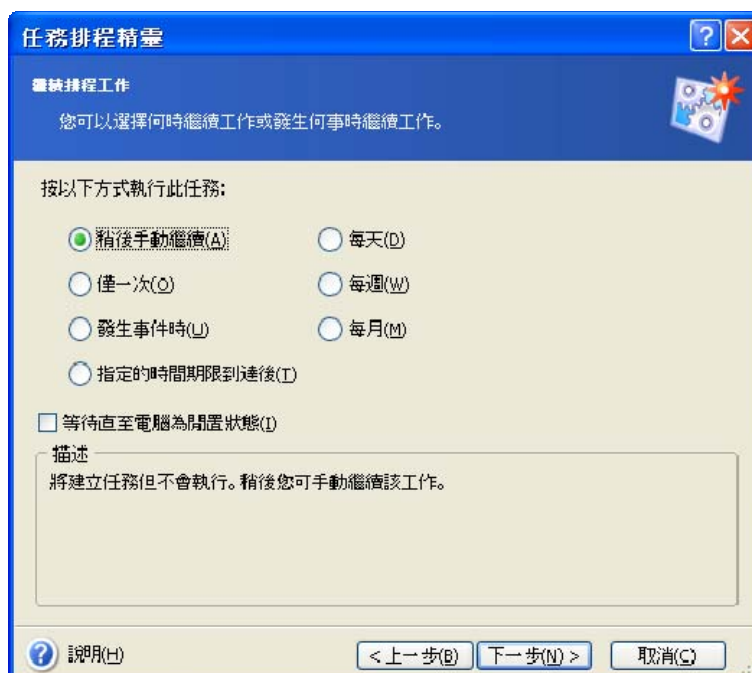 任務排程精靈
繼續排程工作
您可以選擇何時繼續工作或發生何事時繼續工作。
按以下方式執行此任務:
稍後手動繼續(A)
每天(D)
僅一次(O)
每週(W)
發生事件時(U)
每月(M)
指定的時間期限到達後(T)
等待直至電腦為閒置狀態(I)
描述
將建立任務但不會執行。稍後您可手動繼續該工作。
說明(H)
<上一步(B)
下一步(N)>
取消(C)